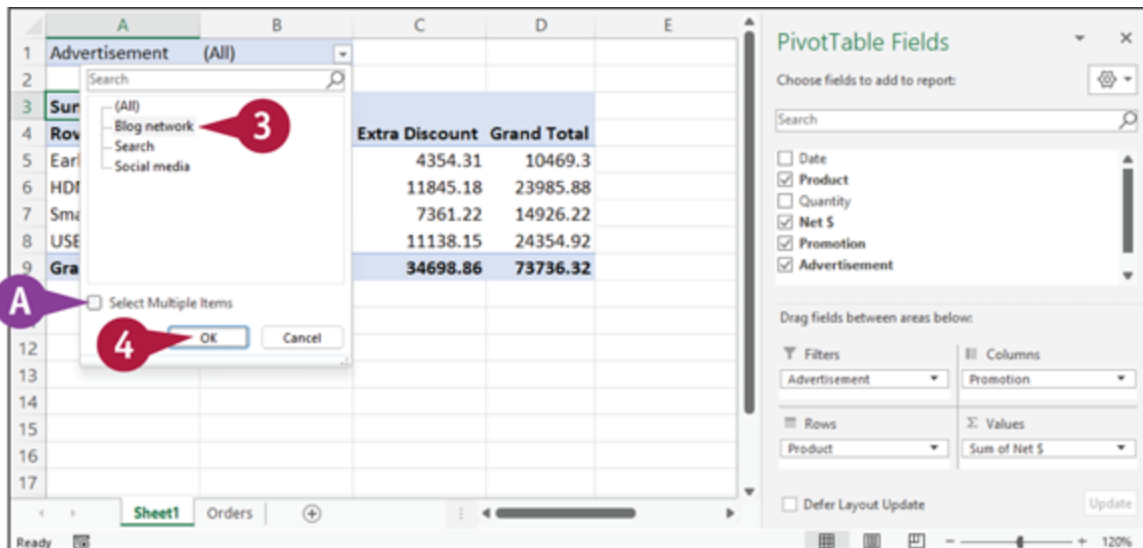 A B C D E
1 Advertisement (All)
2
Search
3 Sur
(All)
Blog network
3
Search
Social media
4 Rov Extra Discount Grand Total
5 Earl 4354.31 10469.3
6 HDM 11845.18 23985.88
7 Sma 7361.22 14926.22
8 USE 11138.15 24354.92
9 Gra 34698.86 73736.32
A
Select Multiple Items
4
OK Cancel
12
13
14
15
16
17
Sheet1 Orders
Ready
120%
PivotTable Fields
Choose fields to add to report:
Search
Date
Product
Quantity
Net $
Promotion
Advertisement
Drag fields between areas below:
Filters Columns
Advertisement Promotion
Rows Σ Values
Product Sum of Net $
Defer Layout Update Update